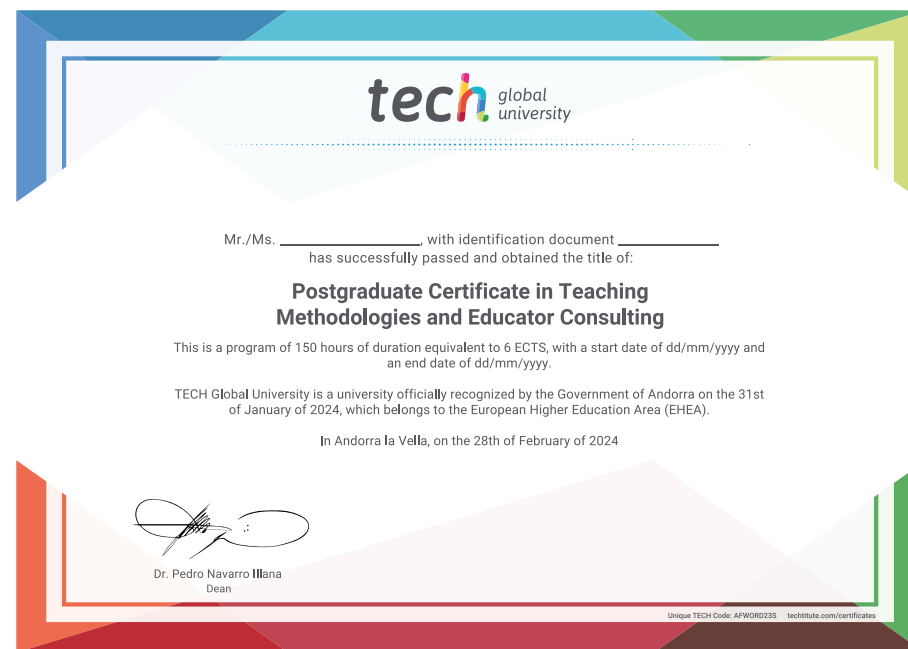 tech global
university
Mr./Ms. ____________________, with identification document ______________
has successfully passed and obtained the title of:
Postgraduate Certificate in Teaching
Methodologies and Educator Consulting
This is a program of 150 hours of duration equivalent to 6 ECTS, with a start date of dd/mm/yyyy and
an end date of dd/mm/yyyy.
TECH Global University is a university officially recognized by the Government of Andorra on the 31st
of January of 2024, which belongs to the European Higher Education Area (EHEA).
In Andorra la Vella, on the 28th of February of 2024
Dr. Pedro Navarro Illana
Dean
Unique TECH Code: AFWORD23S techtitute.com/certificates